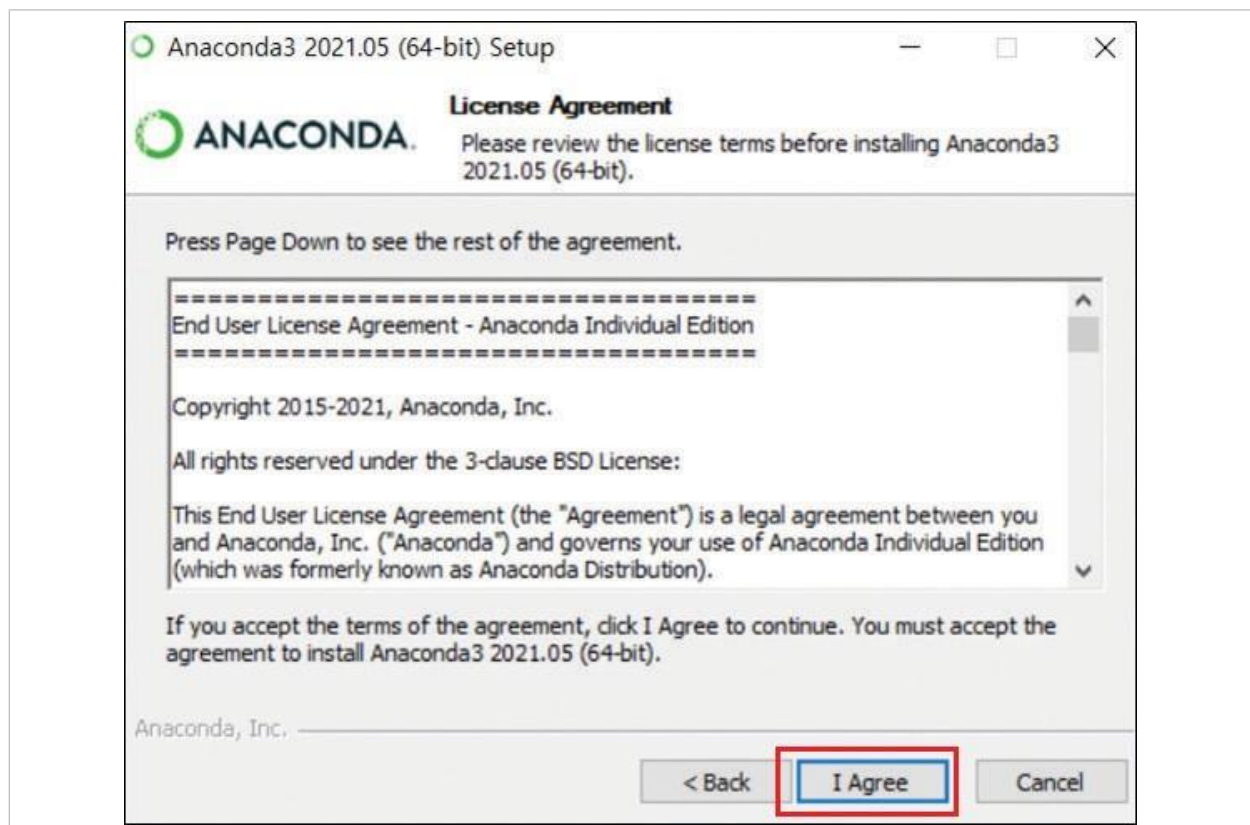 Anaconda3 2021.05 (64-bit) Setup
ANACONDA.
License Agreement
Please review the license terms before installing Anaconda3
2021.05 (64-bit).
Press Page Down to see the rest of the agreement.
===================================
End User License Agreement - Anaconda Individual Edition
===================================
Copyright 2015-2021, Anaconda, Inc.
All rights reserved under the 3-clause BSD License:
This End User License Agreement (the "Agreement") is a legal agreement between you
and Anaconda, Inc. ("Anaconda") and governs your use of Anaconda Individual Edition
(which was formerly known as Anaconda Distribution).
If you accept the terms of the agreement, click I Agree to continue. You must accept the
agreement to install Anaconda3 2021.05 (64-bit).
Anaconda, Inc.
< Back I Agree Cancel